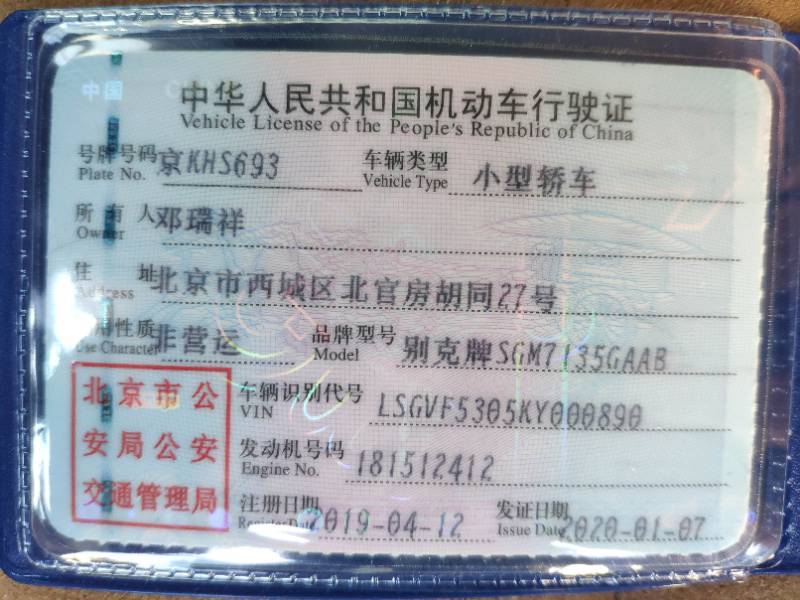 中国
中华人民共和国机动车行驶证
Vehicle License of the People's Republic of China
号牌号码 京KHS693 车辆类型 小型轿车
Plate No. Vehicle Type
所有人 邓瑞祥
Owner
住址 北京市西城区北官房胡同27号
Address
使用性质 非营运 品牌型号 别克牌SGM7135GAAB
Use Character Model
北京市公
安局公安
交通管理局
车辆识别代号 LSGVF5305KY000890
VIN
发动机号码 181512412
Engine No.
注册日期 2019-04-12 发证日期 2020-01-07
Register Date Issue Date